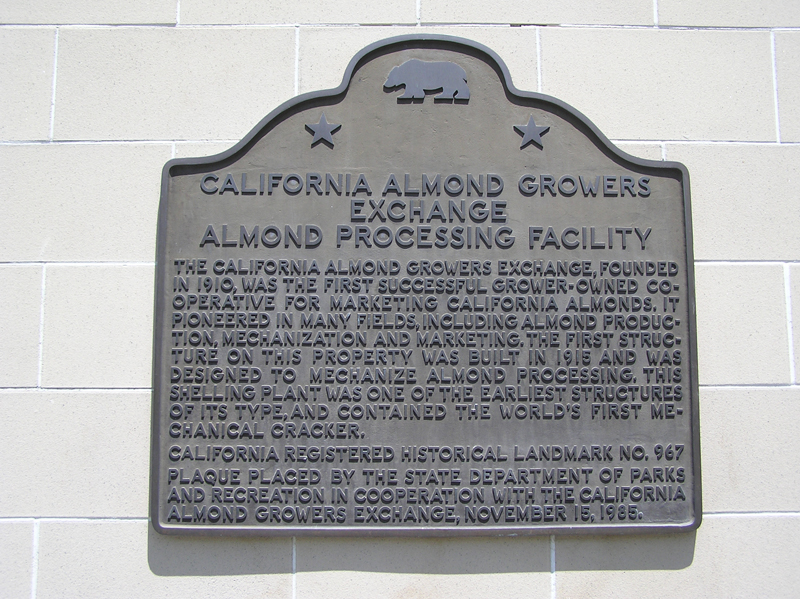 CALIFORNIA ALMOND GROWERS
EXCHANGE
ALMOND PROCESSING FACILITY
THE CALIFORNIA ALMOND GROWERS EXCHANGE, FOUNDED
IN 1910, WAS THE FIRST SUCCESSFUL GROWER-OWNED CO-
OPERATIVE FOR MARKETING CALIFORNIA ALMONDS. IT
PIONEERED IN MANY FIELDS, INCLUDING ALMOND PRODUC-
TION, MECHANIZATION AND MARKETING. THE FIRST STRUC-
TURE ON THIS PROPERTY WAS BUILT IN 1915 AND WAS
DESIGNED TO MECHANIZE ALMOND PROCESSING. THIS
SHELLING PLANT WAS ONE OF THE EARLIEST STRUCTURES
OF ITS TYPE, AND CONTAINED THE WORLD'S FIRST ME-
CHANICAL CRACKER.
CALIFORNIA REGISTERED HISTORICAL LANDMARK NO. 967
PLAQUE PLACED BY THE STATE DEPARTMENT OF PARKS
AND RECREATION IN COOPERATION WITH THE CALIFORNIA
ALMOND GROWERS EXCHANGE, NOVEMBER 15, 1985.